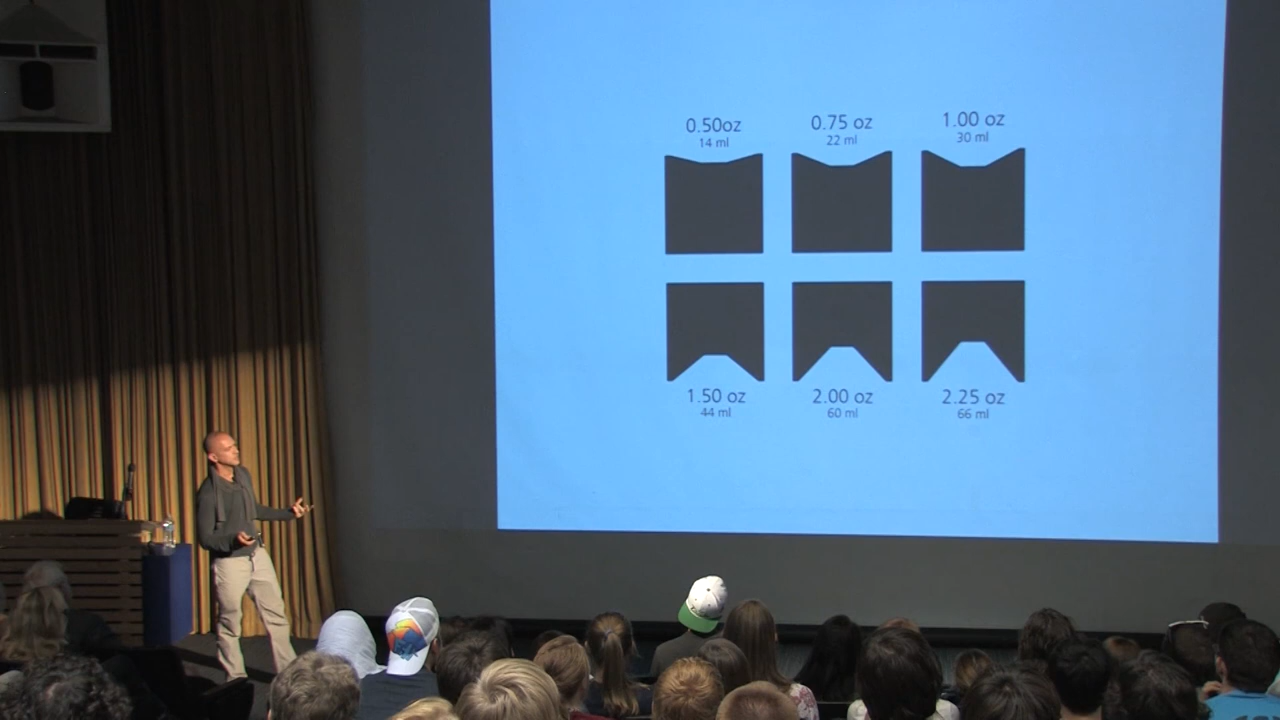 0.50oz
14 ml
0.75 oz
22 ml
1.00 oz
30 ml
1.50 oz
44 ml
2.00 oz
60 ml
2.25 oz
66 ml